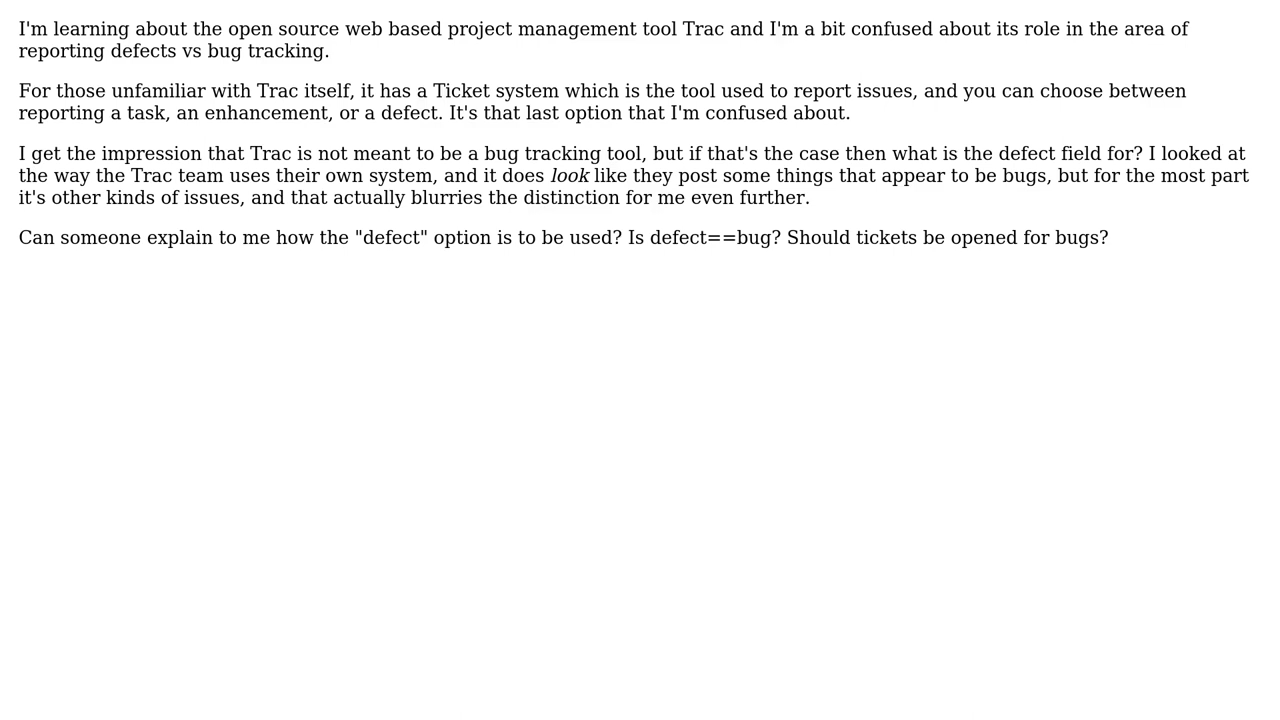 I'm learning about the open source web based project management tool Trac and I'm a bit confused about its role in the area of
reporting defects vs bug tracking.
For those unfamiliar with Trac itself, it has a Ticket system which is the tool used to report issues, and you can choose between
reporting a task, an enhancement, or a defect. It's that last option that I'm confused about.
I get the impression that Trac is not meant to be a bug tracking tool, but if that's the case then what is the defect field for? I looked at
the way the Trac team uses their own system, and it does look like they post some things that appear to be bugs, but for the most part
it's other kinds of issues, and that actually blurries the distinction for me even further.
Can someone explain to me how the "defect" option is to be used? Is defect==bug? Should tickets be opened for bugs?